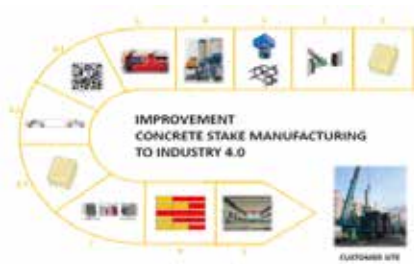 IMPROVEMENT
CONCRETE STAKE MANUFACTURING
TO INDUSTRY 4.0
CUSTOMER SITE